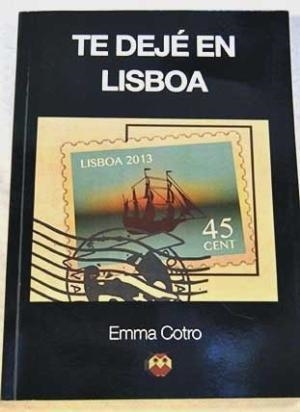 TE DEJÉ EN
LISBOA
LISBOA 2013
45
CENT
Emma Cotro